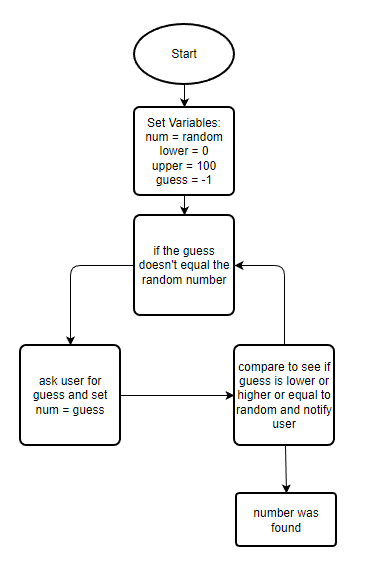 Start
Set Variables:
num = random
lower = 0
upper = 100
guess = -1
if the guess
doesn't equal the
random number
ask user for
guess and set
num = guess
compare to see if
guess is lower or
higher or equal to
random and notify
user
number was
found